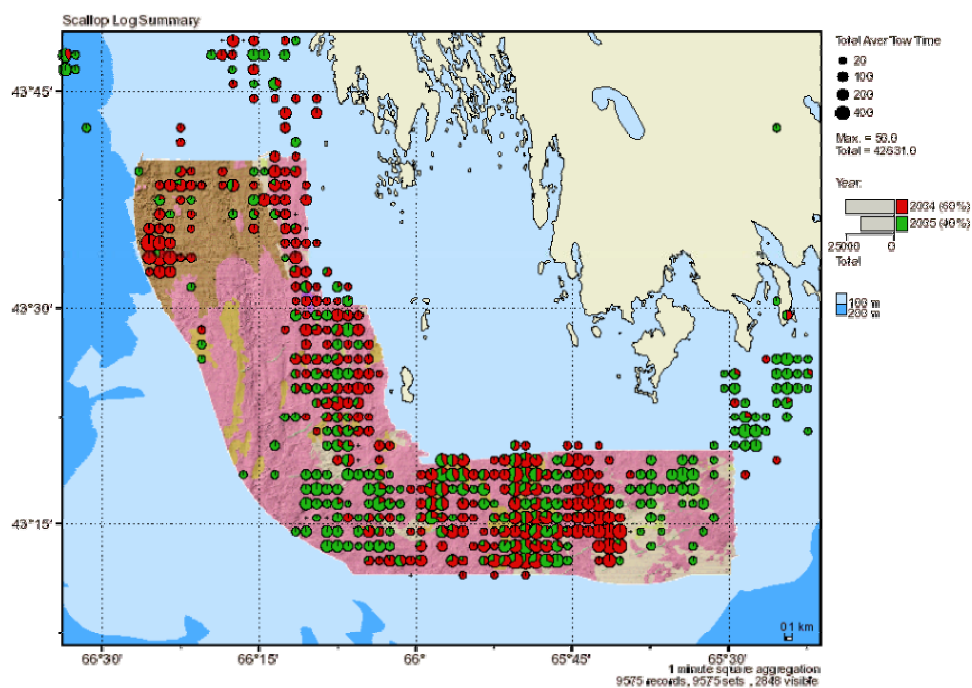 Scallop Log Summary
Total Aver Tow Time
20
100
200
400
Max. = 56.0
Total = 42631.0
Year:
2004 (60%)
2005 (40%)
25000 0
Total
100 m
200 m
43°45'
43°30'
43°15'
0 1 km
66°30' 66°15' 66° 65°45' 65°30'
1 minute square aggregation
9575 records, 9575 sets, 2848 visible